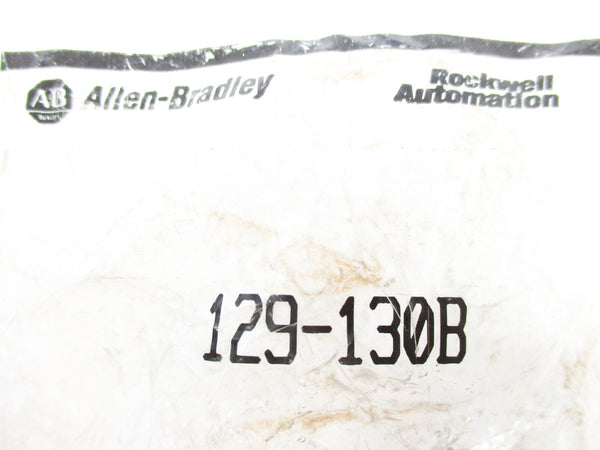 AB Allen-Bradley
Rockwell
Automation
129-130B